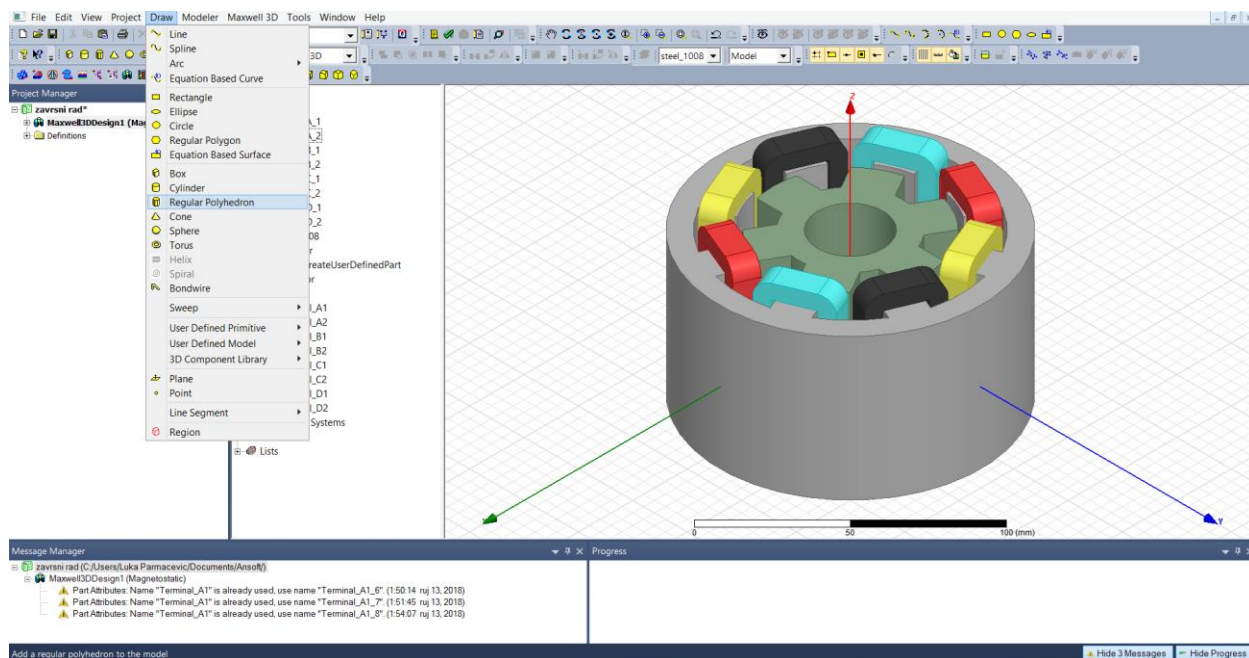 File Edit View Project Draw Modeler Maxwell 3D Tools Window Help
3D
steel_1008
Model
Project Manager
zavrsni rad*
Maxwell3DDesign1 (Ma
Definitions
Line
Spline
Arc
Equation Based Curve
Rectangle
Ellipse
Circle
Regular Polygon
Equation Based Surface
Box
Cylinder
Regular Polyhedron
Cone
Sphere
Torus
Helix
Spiral
Bondwire
Sweep
User Defined Primitive
User Defined Model
3D Component Library
Plane
Point
Line Segment
Region
_1
_2
_1
_2
_1
_2
_1
_2
08
r
reateUserDefinedPart
or
_A1
_A2
_B1
_B2
_C1
_C2
_D1
_D2
Systems
Lists
Z
Y
0 50 100 (mm)
Message Manager
zavrsni rad (C:/Users/Luka Parmacevic/Documents/Ansoft/)
Maxwell3DDesign1 (Magnetostatic)
Part Attributes: Name "Terminal_A1" is already used, use name "Terminal_A1_6". (1:50:14 ruj 13, 2018)
Part Attributes: Name "Terminal_A1" is already used, use name "Terminal_A1_7". (1:51:45 ruj 13, 2018)
Part Attributes: Name "Terminal_A1" is already used, use name "Terminal_A1_8". (1:54:07 ruj 13, 2018)
Progress
Add a regular polyhedron to the model
Hide 3 Messages
Hide Progress